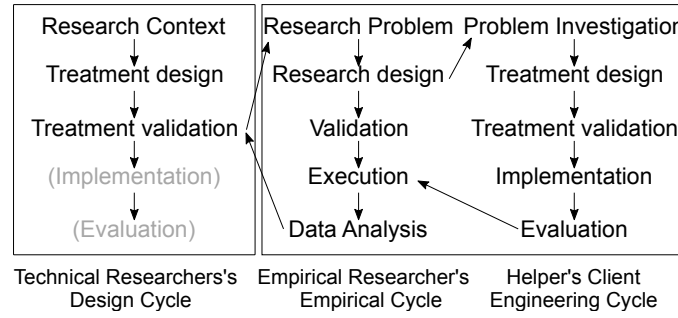 Research Context
Treatment design
Treatment validation
(Implementation)
(Evaluation)
Technical Researchers's
Design Cycle
Research Problem
Research design
Validation
Execution
Data Analysis
Empirical Researcher's
Empirical Cycle
Problem Investigation
Treatment design
Treatment validation
Implementation
Evaluation
Helper's Client
Engineering Cycle